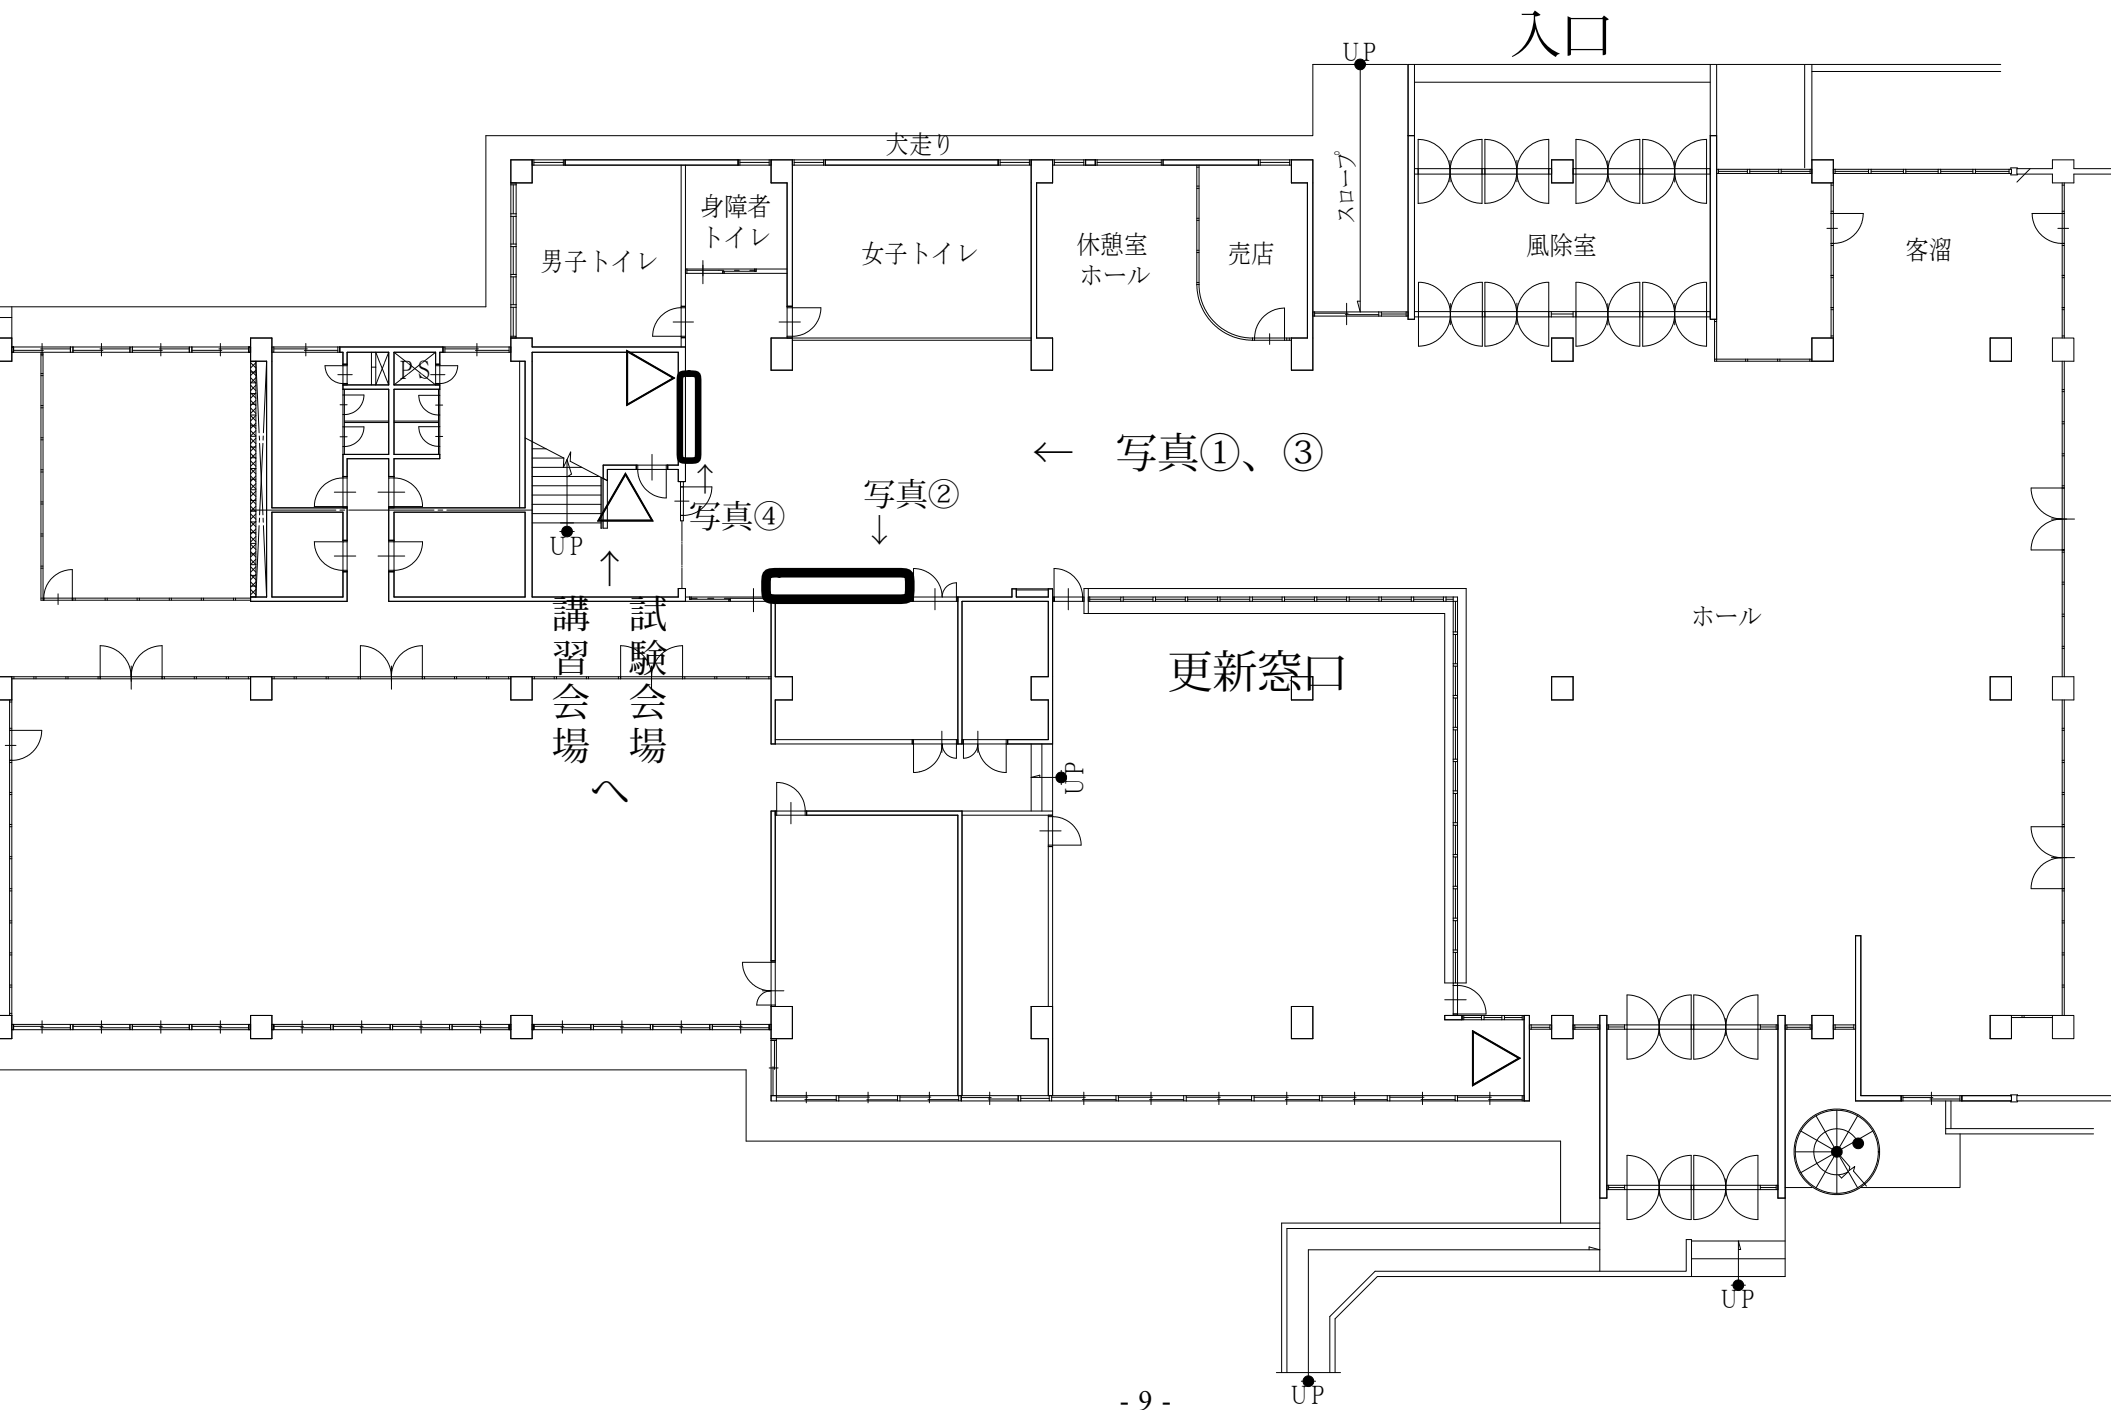 入口
UP
犬走り
スロープ
身障者
トイレ
男子トイレ
女子トイレ
休憩室
ホール
売店
風除室
客溜
PS
← 写真①、③
写真②
↓
↑
写真④
UP
↑
試験会場
講習会場
へ
更新窓口
ホール
UP
UP
UP
- 9 -